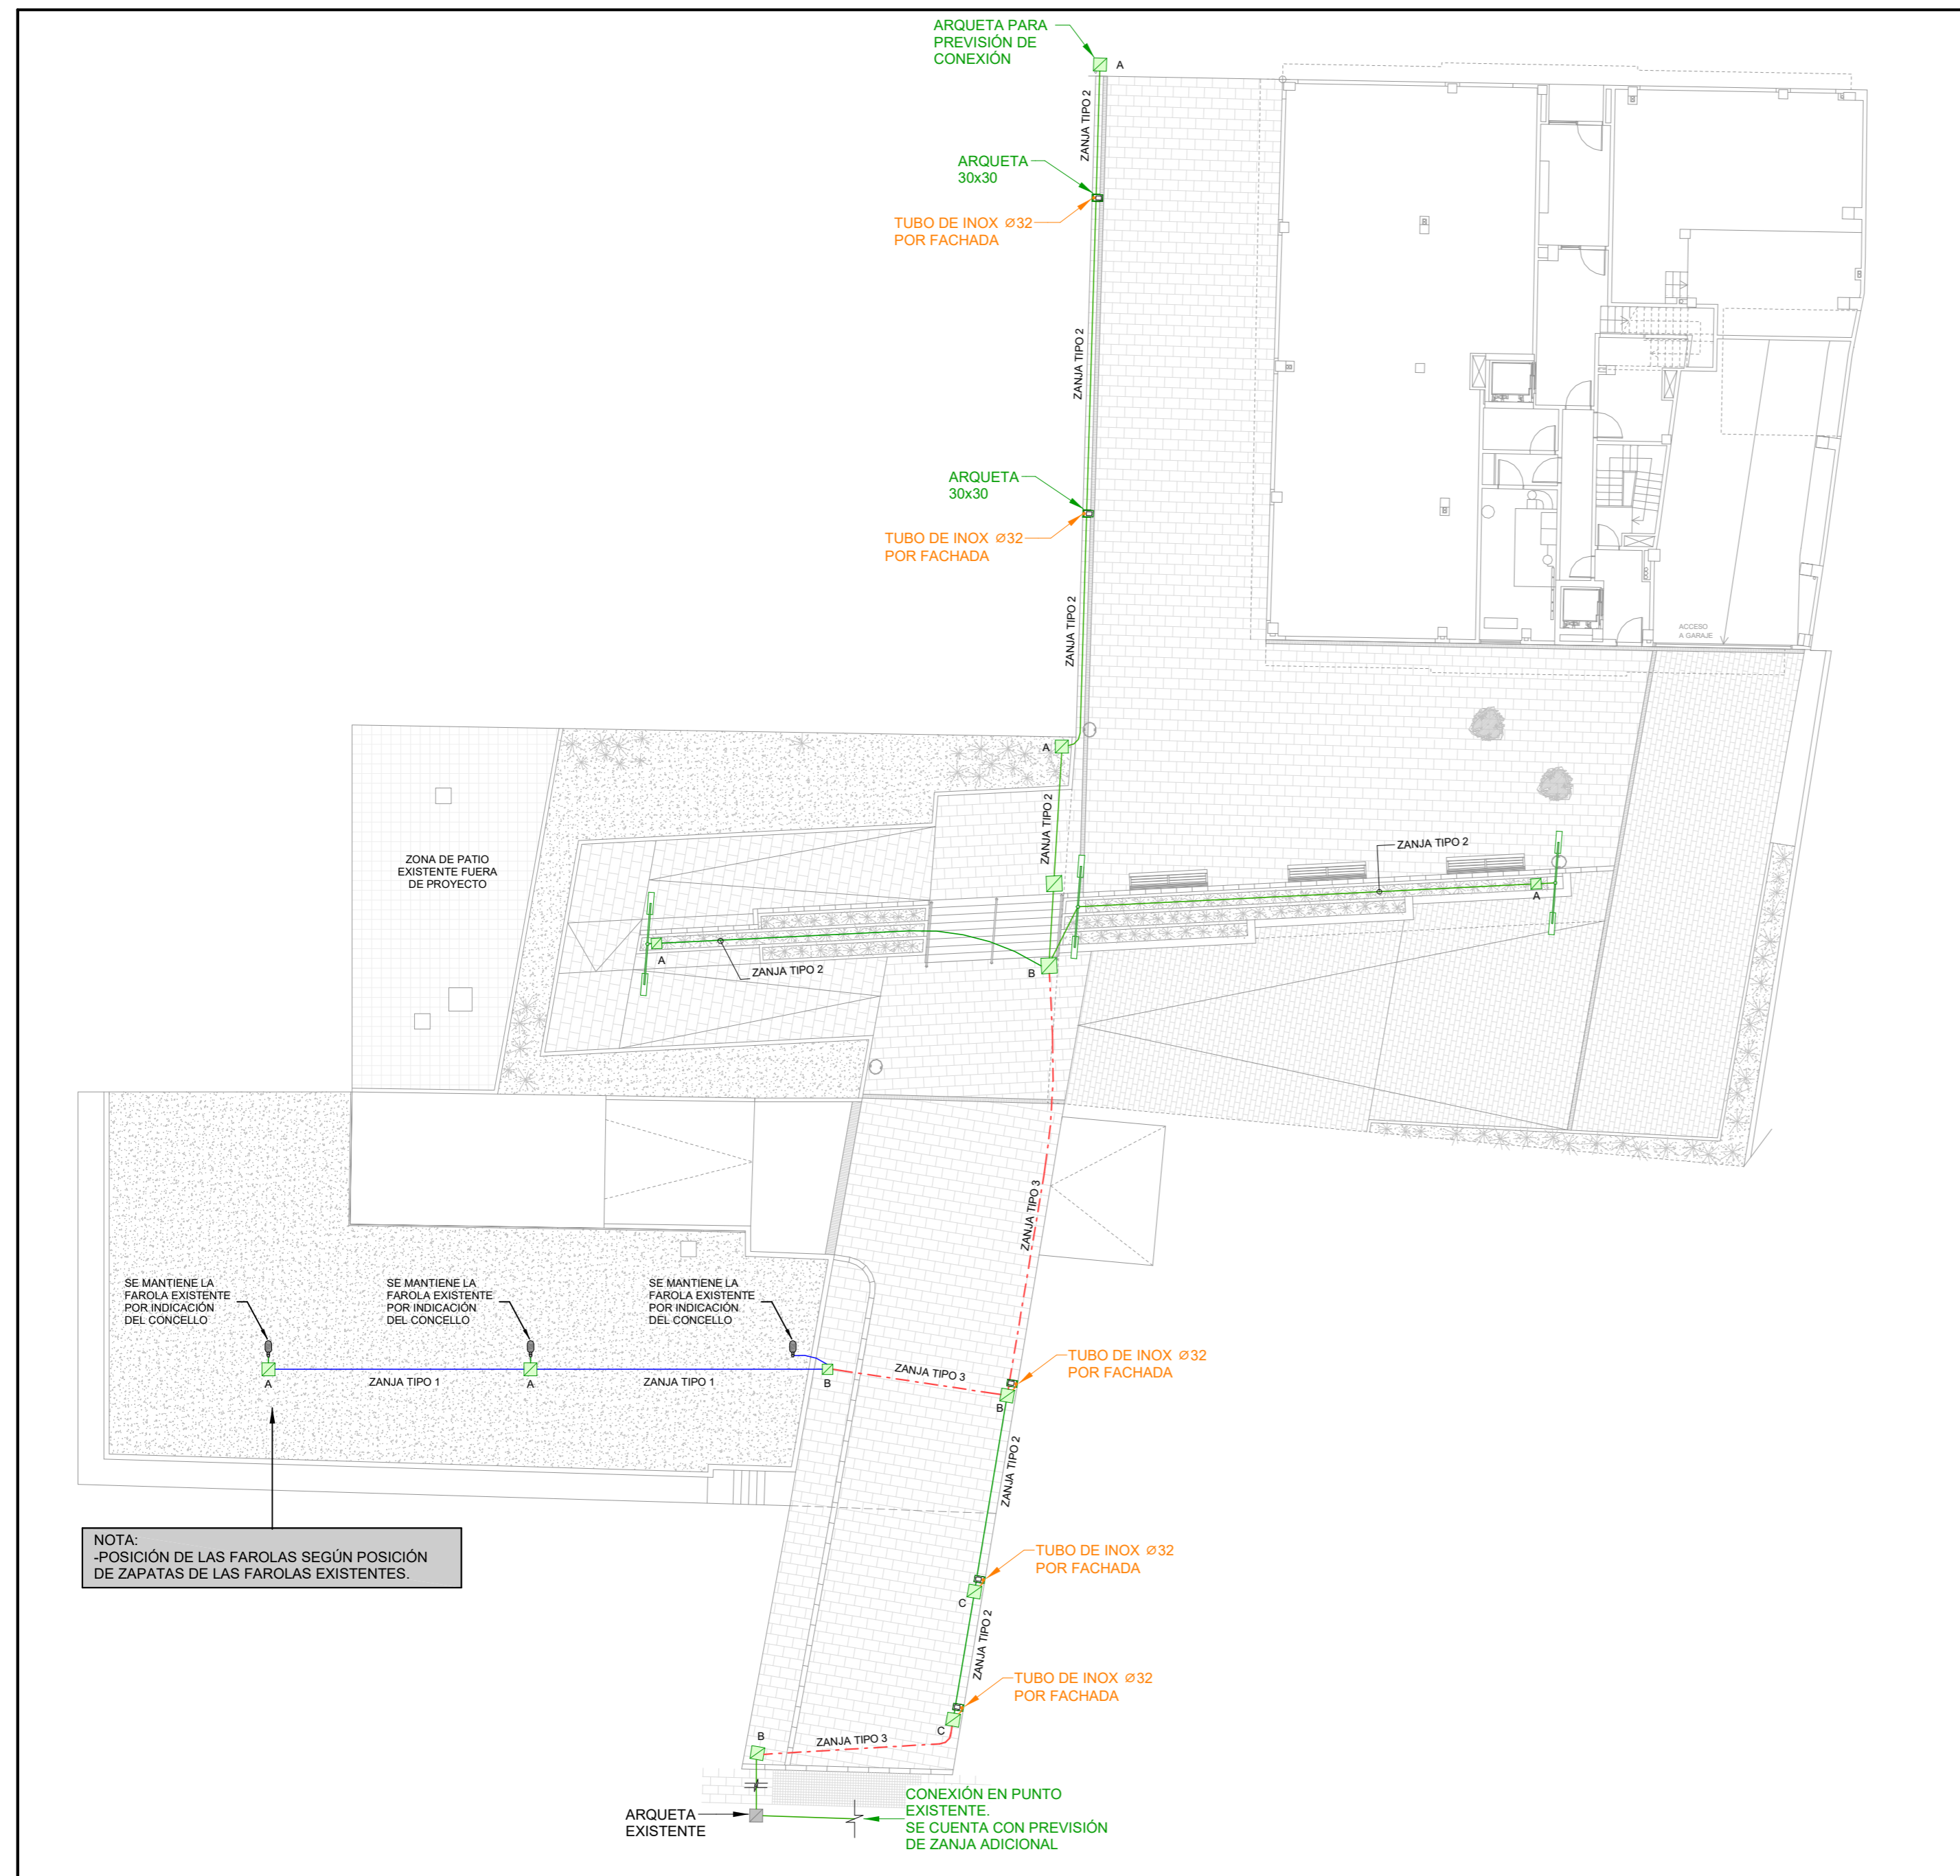 ARQUETA PARA
PREVISIÓN DE
CONEXIÓN
A
ZANJA TIPO 2
ARQUETA
30x30
TUBO DE INOX Ø32
POR FACHADA
ZANJA TIPO 2
ARQUETA
30x30
TUBO DE INOX Ø32
POR FACHADA
ZANJA TIPO 2
ACCESO
A GARAJE
A
ZANJA TIPO 2
ZANJA TIPO 2
ZONA DE PATIO
EXISTENTE FUERA
DE PROYECTO
A
A
ZANJA TIPO 2
B
ZANJA TIPO 3
SE MANTIENE LA
FAROLA EXISTENTE
POR INDICACIÓN
DEL CONCELLO
SE MANTIENE LA
FAROLA EXISTENTE
POR INDICACIÓN
DEL CONCELLO
SE MANTIENE LA
FAROLA EXISTENTE
POR INDICACIÓN
DEL CONCELLO
TUBO DE INOX Ø32
POR FACHADA
ZANJA TIPO 3
A
ZANJA TIPO 1
A
ZANJA TIPO 1
B
B
ZANJA TIPO 2
NOTA:
-POSICIÓN DE LAS FAROLAS SEGÚN POSICIÓN
DE ZAPATAS DE LAS FAROLAS EXISTENTES.
TUBO DE INOX Ø32
POR FACHADA
C
ZANJA TIPO 2
TUBO DE INOX Ø32
POR FACHADA
C
B
ZANJA TIPO 3
ARQUETA
EXISTENTE
CONEXIÓN EN PUNTO
EXISTENTE.
SE CUENTA CON PREVISIÓN
DE ZANJA ADICIONAL